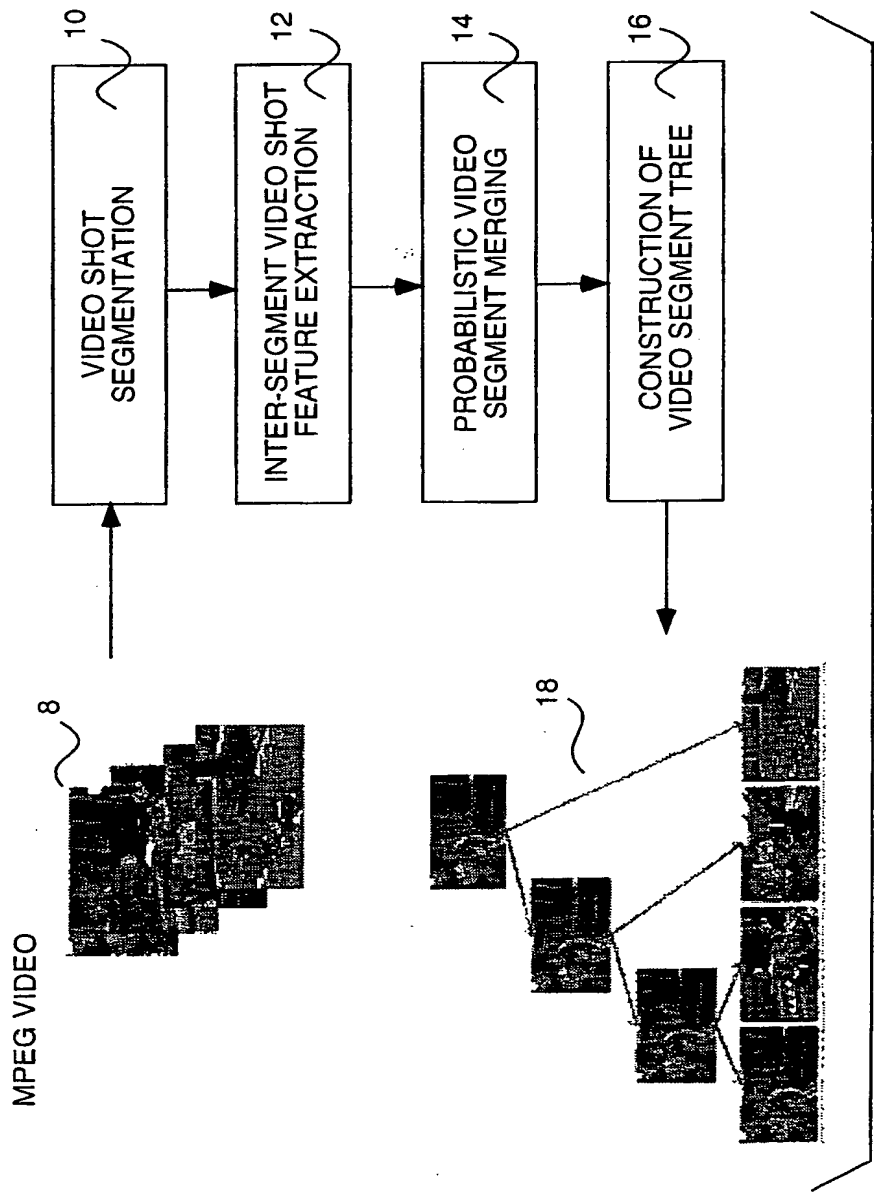 MPEG VIDEO
8
VIDEO SHOT
SEGMENTATION
10
INTER-SEGMENT VIDEO SHOT
FEATURE EXTRACTION
12
PROBABILISTIC VIDEO
SEGMENT MERGING
14
CONSTRUCTION OF
VIDEO SEGMENT TREE
16
18